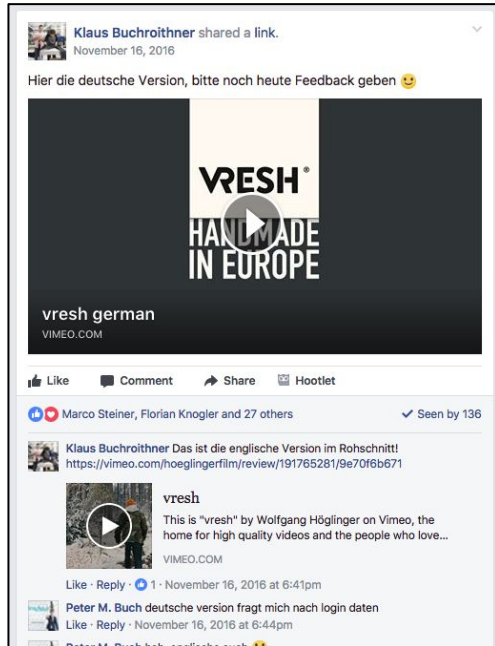 Klaus Buchroithner shared a link.
November 16, 2016
Hier die deutsche Version, bitte noch heute Feedback geben
VRESH®
HANDMADE
IN EUROPE
vresh german
VIMEO.COM
Like Comment Share Hootlet
Marco Steiner, Florian Knogler and 27 others Seen by 136
Klaus Buchroithner Das ist die englische Version im Rohschnitt!
https://vimeo.com/hoeglingerfilm/review/191765281/9e70f6b671
vresh
This is "vresh" by Wolfgang Höglinger on Vimeo, the
home for high quality videos and the people who love...
VIMEO.COM
Like · Reply · 1 · November 16, 2016 at 6:41pm
Peter M. Buch deutsche version fragt mich nach login daten
Like · Reply · November 16, 2016 at 6:44pm
Peter M. Buch hab englische auch